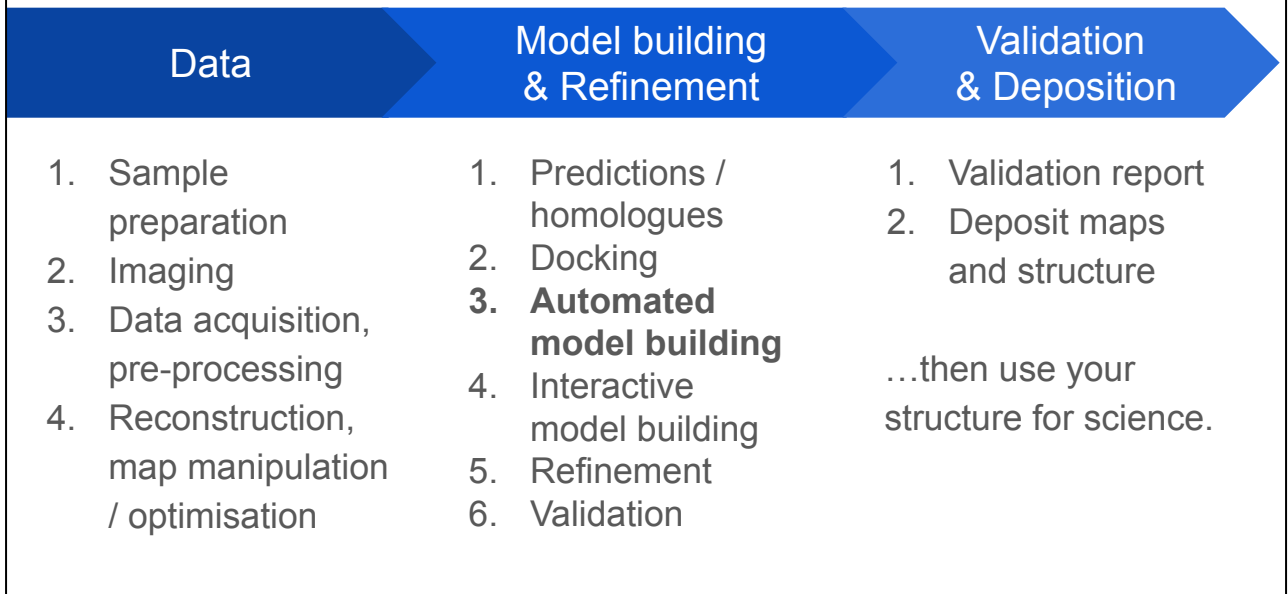 Data
Model building
& Refinement
Validation
& Deposition
1. Sample
preparation
2. Imaging
3. Data acquisition,
pre-processing
4. Reconstruction,
map manipulation
/ optimisation
1. Predictions /
homologues
2. Docking
3. Automated
model building
4. Interactive
model building
5. Refinement
6. Validation
1. Validation report
2. Deposit maps
and structure
…then use your
structure for science.